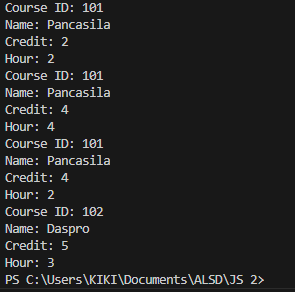 Course ID: 101
Name: Pancasila
Credit: 2
Hour: 2
Course ID: 101
Name: Pancasila
Credit: 4
Hour: 4
Course ID: 101
Name: Pancasila
Credit: 4
Hour: 2
Course ID: 102
Name: Daspro
Credit: 5
Hour: 3
PS C:\Users\KIKI\Documents\ALSD\JS 2>